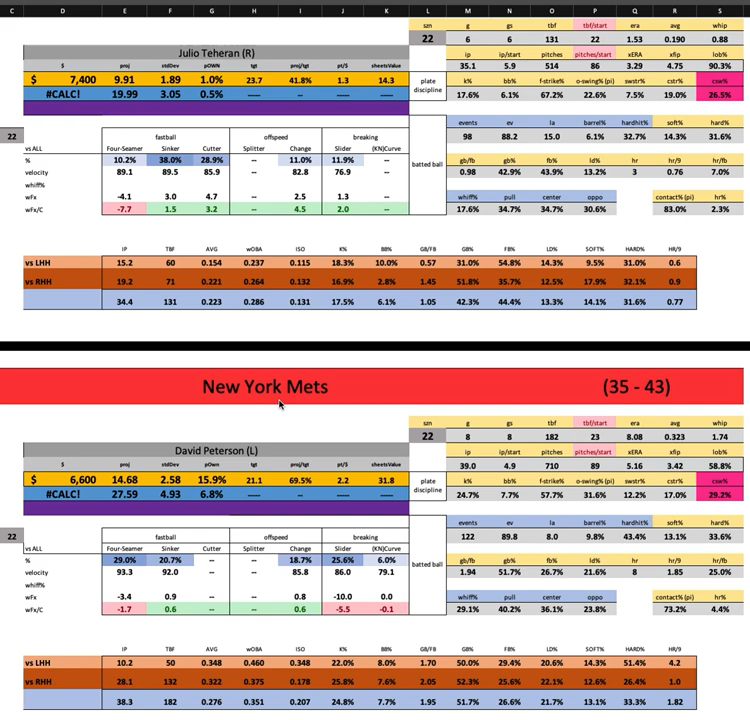 C D E F G H I J K L M N O P Q R S
szn g gs tbf tbf/start era avg whip
22 6 6 131 22 1.53 0.190 0.88
Julio Teheran (R)
ip ip/start pitches pitches/start xERA xfip lob%
35.1 5.9 514 86 3.29 4.75 90.3%
$ proj stdDev pOwn tgt proj/tgt pt/$ sheetsValue
$ 7,400 9.91 1.89 1.0% 23.7 41.8% 1.3 14.3
plate discipline k% bb% f-strike% o-swing% (pi) swstr% cstr% csw%
#CALC! 19.99 3.05 0.5% ---- -- ---- ----
17.6% 6.1% 67.2% 22.6% 7.5% 19.0% 26.5%
events ev la barrel% hardhit% soft% hard%
22 fastball offspeed breaking
98 88.2 15.0 6.1% 32.7% 14.3% 31.6%
vs ALL Four-Seamer Sinker Cutter Splitter Change Slider (KN)Curve
% 10.2% 38.0% 28.9% -- 11.0% 11.9% --
batted ball gb/fb gb% fb% ld% hr hr/9 hr/fb
velocity 89.1 89.5 85.9 -- 82.8 76.9 --
0.98 42.9% 43.9% 13.2% 3 0.76 7.0%
whiff%
wFx -4.1 3.0 4.7 -- 2.5 1.3 --
whiff% pull center oppo contact% (pi) hr%
wFx/C -7.7 1.5 3.2 -- 4.5 2.0 --
17.6% 34.7% 34.7% 30.6% 83.0% 2.3%
IP TBF AVG wOBA ISO K% BB% GB/FB GB% FB% LD% SOFT% HARD% HR/9
vs LHH 15.2 60 0.154 0.237 0.115 18.3% 10.0% 0.57 31.0% 54.8% 14.3% 9.5% 31.0% 0.6
vs RHH 19.2 71 0.221 0.264 0.132 16.9% 2.8% 1.45 51.8% 35.7% 12.5% 17.9% 32.1% 0.9
34.4 131 0.223 0.286 0.131 17.5% 6.1% 1.05 42.3% 44.4% 13.3% 14.1% 31.6% 0.77
New York Mets (35 - 43)
szn g gs tbf tbf/start era avg whip
22 8 8 182 23 8.08 0.323 1.74
David Peterson (L)
ip ip/start pitches pitches/start xERA xfip lob%
39.0 4.9 710 89 5.16 3.42 58.8%
$ proj stdDev pOwn tgt proj/tgt pt/$ sheetsValue
$ 6,600 14.68 2.58 15.9% 21.1 69.5% 2.2 31.8
plate discipline k% bb% f-strike% o-swing% (pi) swstr% cstr% csw%
#CALC! 27.59 4.93 6.8% ---- -- ---- ----
24.7% 7.7% 57.7% 31.6% 12.2% 17.0% 29.2%
events ev la barrel% hardhit% soft% hard%
22 fastball offspeed breaking
122 89.8 8.0 9.8% 43.4% 13.1% 33.6%
vs ALL Four-Seamer Sinker Cutter Splitter Change Slider (KN)Curve
% 29.0% 20.7% -- -- 18.7% 25.6% 6.0%
batted ball gb/fb gb% fb% ld% hr hr/9 hr/fb
velocity 93.3 92.0 -- -- 85.8 86.0 79.1
1.94 51.7% 26.7% 21.6% 8 1.85 25.0%
whiff%
wFx -3.4 0.9 -- -- 0.8 -10.0 0.0
whiff% pull center oppo contact% (pi) hr%
wFx/C -1.7 0.6 -- -- 0.6 -5.5 -0.1
29.1% 40.2% 36.1% 23.8% 73.2% 4.4%
IP TBF AVG wOBA ISO K% BB% GB/FB GB% FB% LD% SOFT% HARD% HR/9
vs LHH 10.2 50 0.348 0.460 0.348 22.0% 8.0% 1.70 50.0% 29.4% 20.6% 14.3% 51.4% 4.2
vs RHH 28.1 132 0.322 0.375 0.178 25.8% 7.6% 2.05 52.3% 25.6% 22.1% 12.6% 26.4% 1.0
38.3 182 0.276 0.351 0.207 24.8% 7.7% 1.95 51.7% 26.6% 21.7% 13.1% 33.3% 1.82